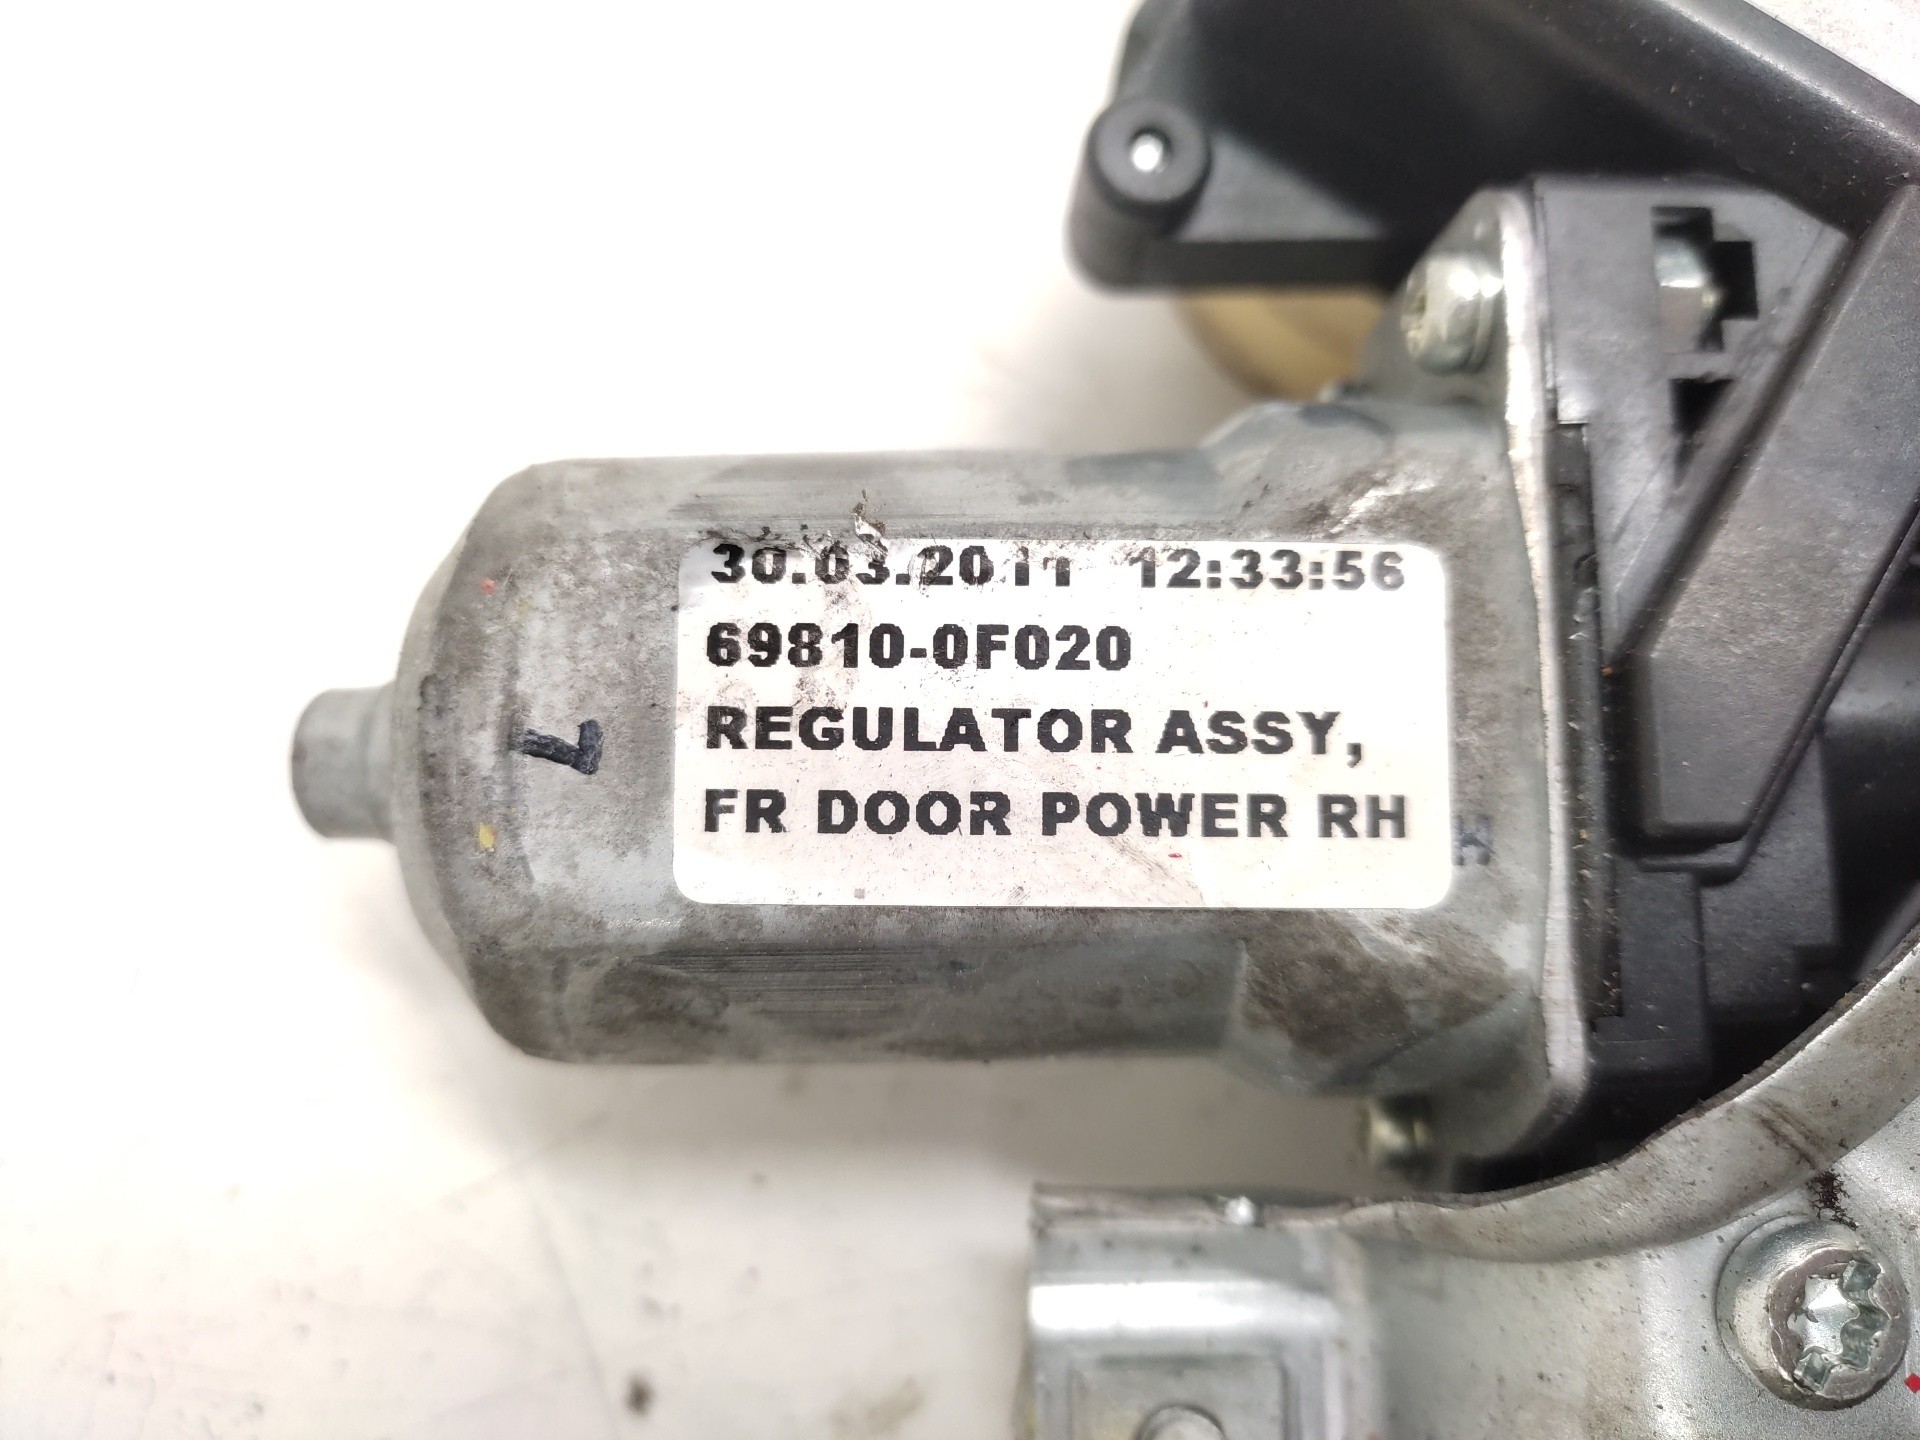 30.03.2011 12:33:56
69810-0F020
REGULATOR ASSY,
FR DOOR POWER RH